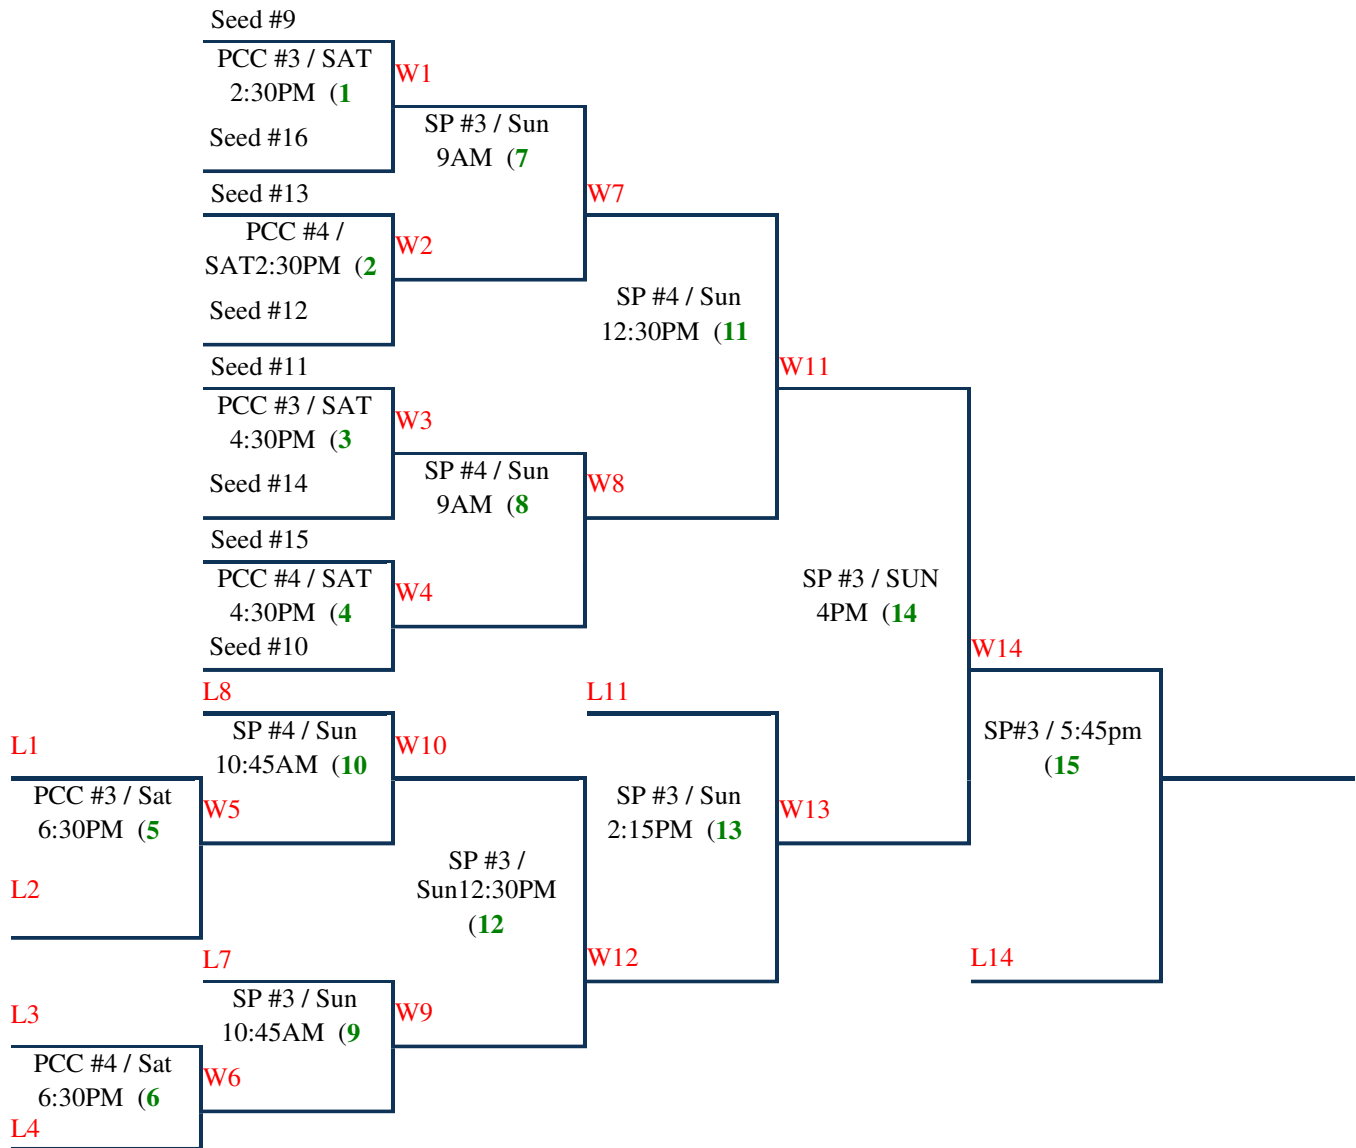 Seed #9
PCC #3 / SAT
2:30PM (1
W1
Seed #16
SP #3 / Sun
9AM (7
Seed #13
W7
PCC #4 /
SAT2:30PM (2
W2
Seed #12
SP #4 / Sun
12:30PM (11
Seed #11
W11
PCC #3 / SAT
4:30PM (3
W3
Seed #14
SP #4 / Sun
9AM (8
W8
Seed #15
PCC #4 / SAT
4:30PM (4
W4
SP #3 / SUN
4PM (14
Seed #10
W14
L8
L11
SP #4 / Sun
10:45AM (10
W10
SP#3 / 5:45pm
(15
L1
PCC #3 / Sat
6:30PM (5
W5
SP #3 / Sun
2:15PM (13
W13
L2
SP #3 /
Sun12:30PM
(12
L7
W12
L14
SP #3 / Sun
10:45AM (9
W9
L3
PCC #4 / Sat
6:30PM (6
W6
L4